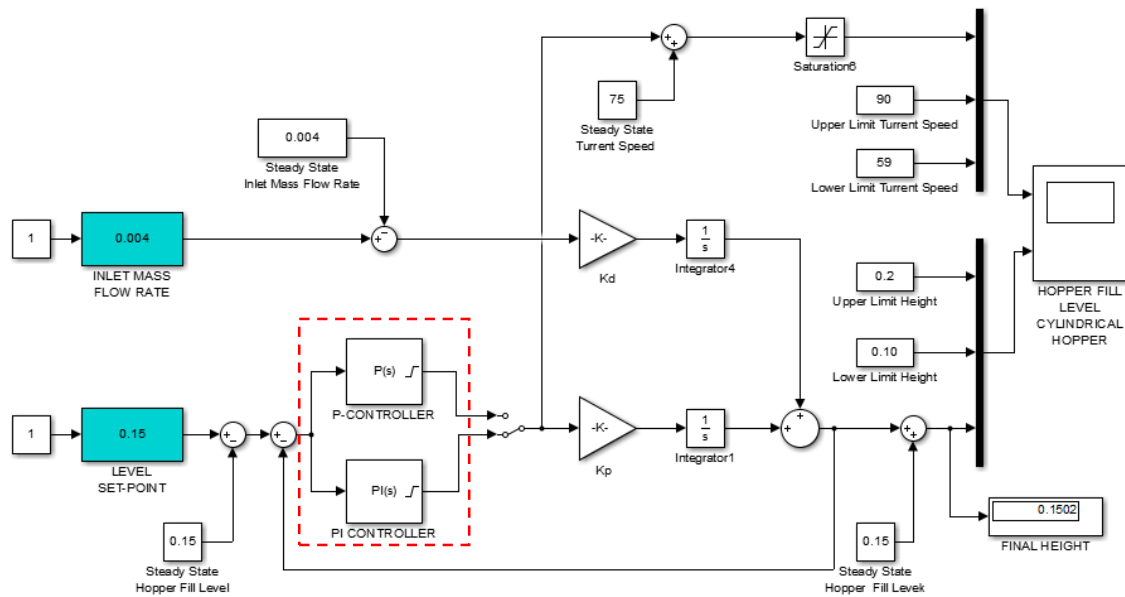 75
Steady State
Turrent Speed
Saturation6
90
Upper Limit Turrent Speed
59
Lower Limit Turrent Speed
0.004
Steady State
Inlet Mass Flow Rate
1
0.004
INLET MASS
FLOW RATE
-K-
Kd
1
s
Integrator4
0.2
Upper Limit Height
0.10
Lower Limit Height
HOPPER FILL
LEVEL
CYLINDRICAL
HOPPER
P(s)
P-CONTROLLER
1
0.15
LEVEL
SET-POINT
PI(s)
PI CONTROLLER
-K-
Kp
1
s
Integrator1
0.15
Steady State
Hopper Fill Level
0.15
Steady State
Hopper Fill Levek
0.1502
FINAL HEIGHT